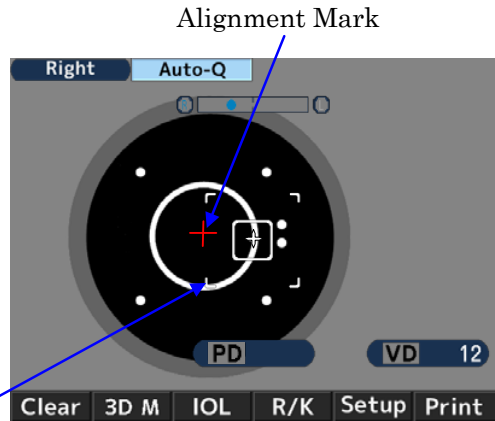 Alignment Mark
Right Auto-Q
R L
PD VD 12
Clear 3D M IOL R/K Setup Print